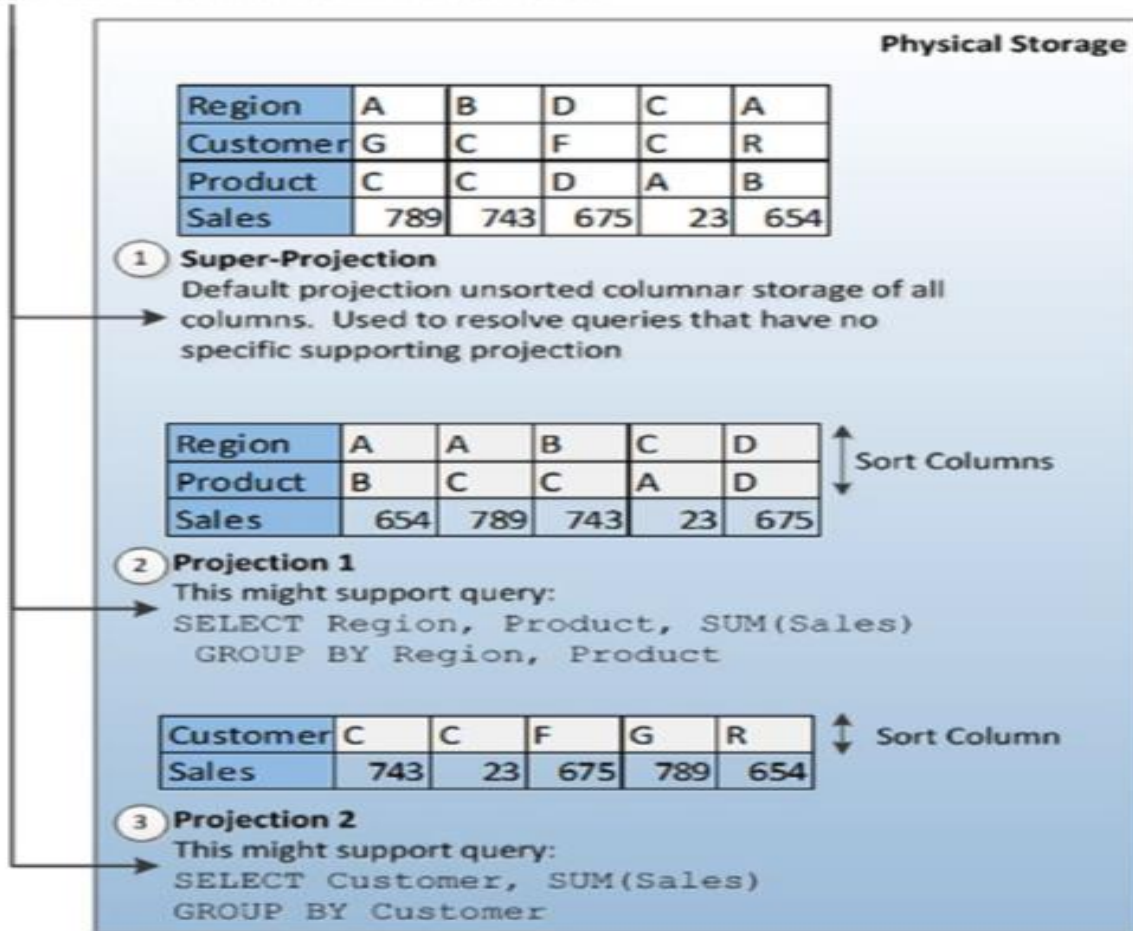 Physical Storage
Region A B D C A
Customer G C F C R
Product C C D A B
Sales 789 743 675 23 654
1 Super-Projection
Default projection unsorted columnar storage of all
columns. Used to resolve queries that have no
specific supporting projection
Region A A B C D
Product B C C A D
Sales 654 789 743 23 675
Sort Columns
2 Projection 1
This might support query:
SELECT Region, Product, SUM(Sales)
GROUP BY Region, Product
Customer C C F G R
Sales 743 23 675 789 654
Sort Column
3 Projection 2
This might support query:
SELECT Customer, SUM(Sales)
GROUP BY Customer